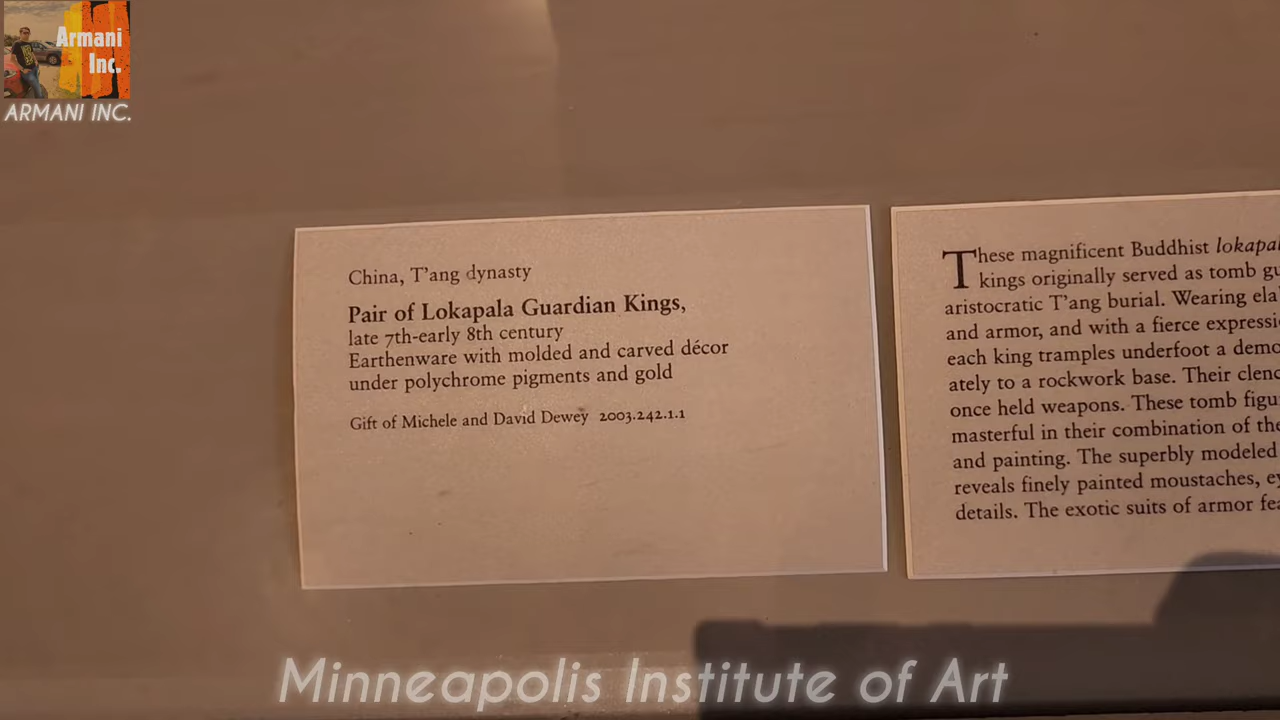 Armani
Inc.
ARMANI INC.
China, T'ang dynasty
Pair of Lokapala Guardian Kings,
late 7th-early 8th century
Earthenware with molded and carved décor
under polychrome pigments and gold
Gift of Michele and David Dewey 2003.242.1.1
These magnificent Buddhist
kings originally served as tomb
aristocratic T'ang burial. Wearing
and armor, and with a fierce
each king tramples underfoot a
ately to a rockwork base. Their
once held weapons. These tomb
masterful in their combination of
and painting. The superbly modeled
reveals finely painted moustaches,
details. The exotic suits of armor
Minneapolis Institute of Art